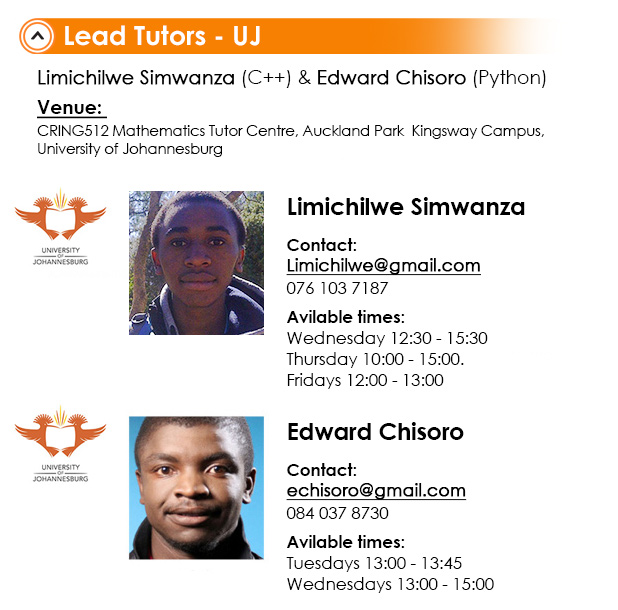 Lead Tutors - UJ
Limichilwe Simwanza (C++) & Edward Chisoro (Python)
Venue:
CRING512 Mathematics Tutor Centre, Auckland Park Kingsway Campus,
University of Johannesburg
UNIVERSITY
OF
JOHANNESBURG
Limichilwe Simwanza
Contact:
Limichilwe@gmail.com
076 103 7187
Avilable times:
Wednesday 12:30 - 15:30
Thursday 10:00 - 15:00.
Fridays 12:00 - 13:00
UNIVERSITY
OF
JOHANNESBURG
Edward Chisoro
Contact:
echisoro@gmail.com
084 037 8730
Avilable times:
Tuesdays 13:00 - 13:45
Wednesdays 13:00 - 15:00